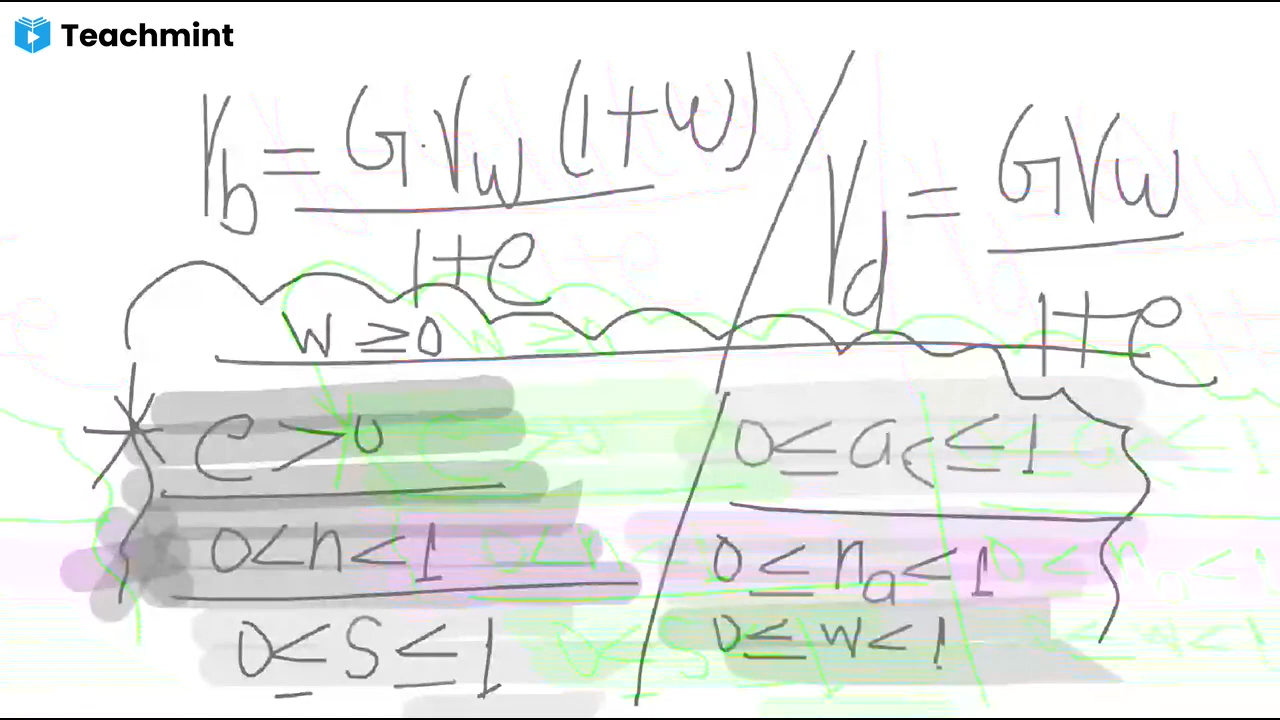 Teachmint
γb = G·γw (1+w) / 1+e
γd = Gγw / 1+e
w ≥ 0
e > 0
0 < n < 1
0 ≤ S ≤ 1
0 ≤ ac ≤ 1
0 ≤ na < 1
0 ≤ w < 1